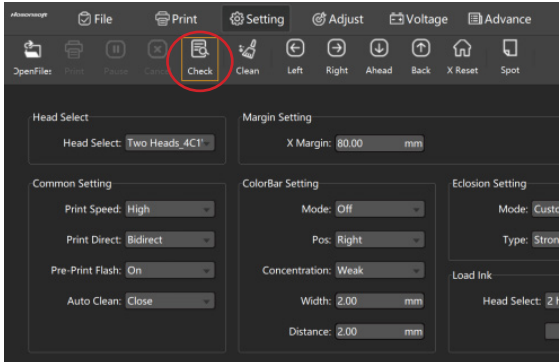 Hosonsoft File Print Setting Adjust Voltage Advance
OpenFiles Print Pause Cancel Check Clean Left Right Ahead Back X Reset Spot
Head Select Margin Setting
Head Select: Two Heads_4C1 X Margin: 80.00 mm
Common Setting ColorBar Setting Eclosion Setting
Print Speed: High Mode: Off Mode: Custo
Print Direct: Bidirect Pos: Right Type: Stron
Pre-Print Flash: On Concentration: Weak Load Ink
Auto Clean: Close Width: 2.00 mm Head Select: 2 h
Distance: 2.00 mm